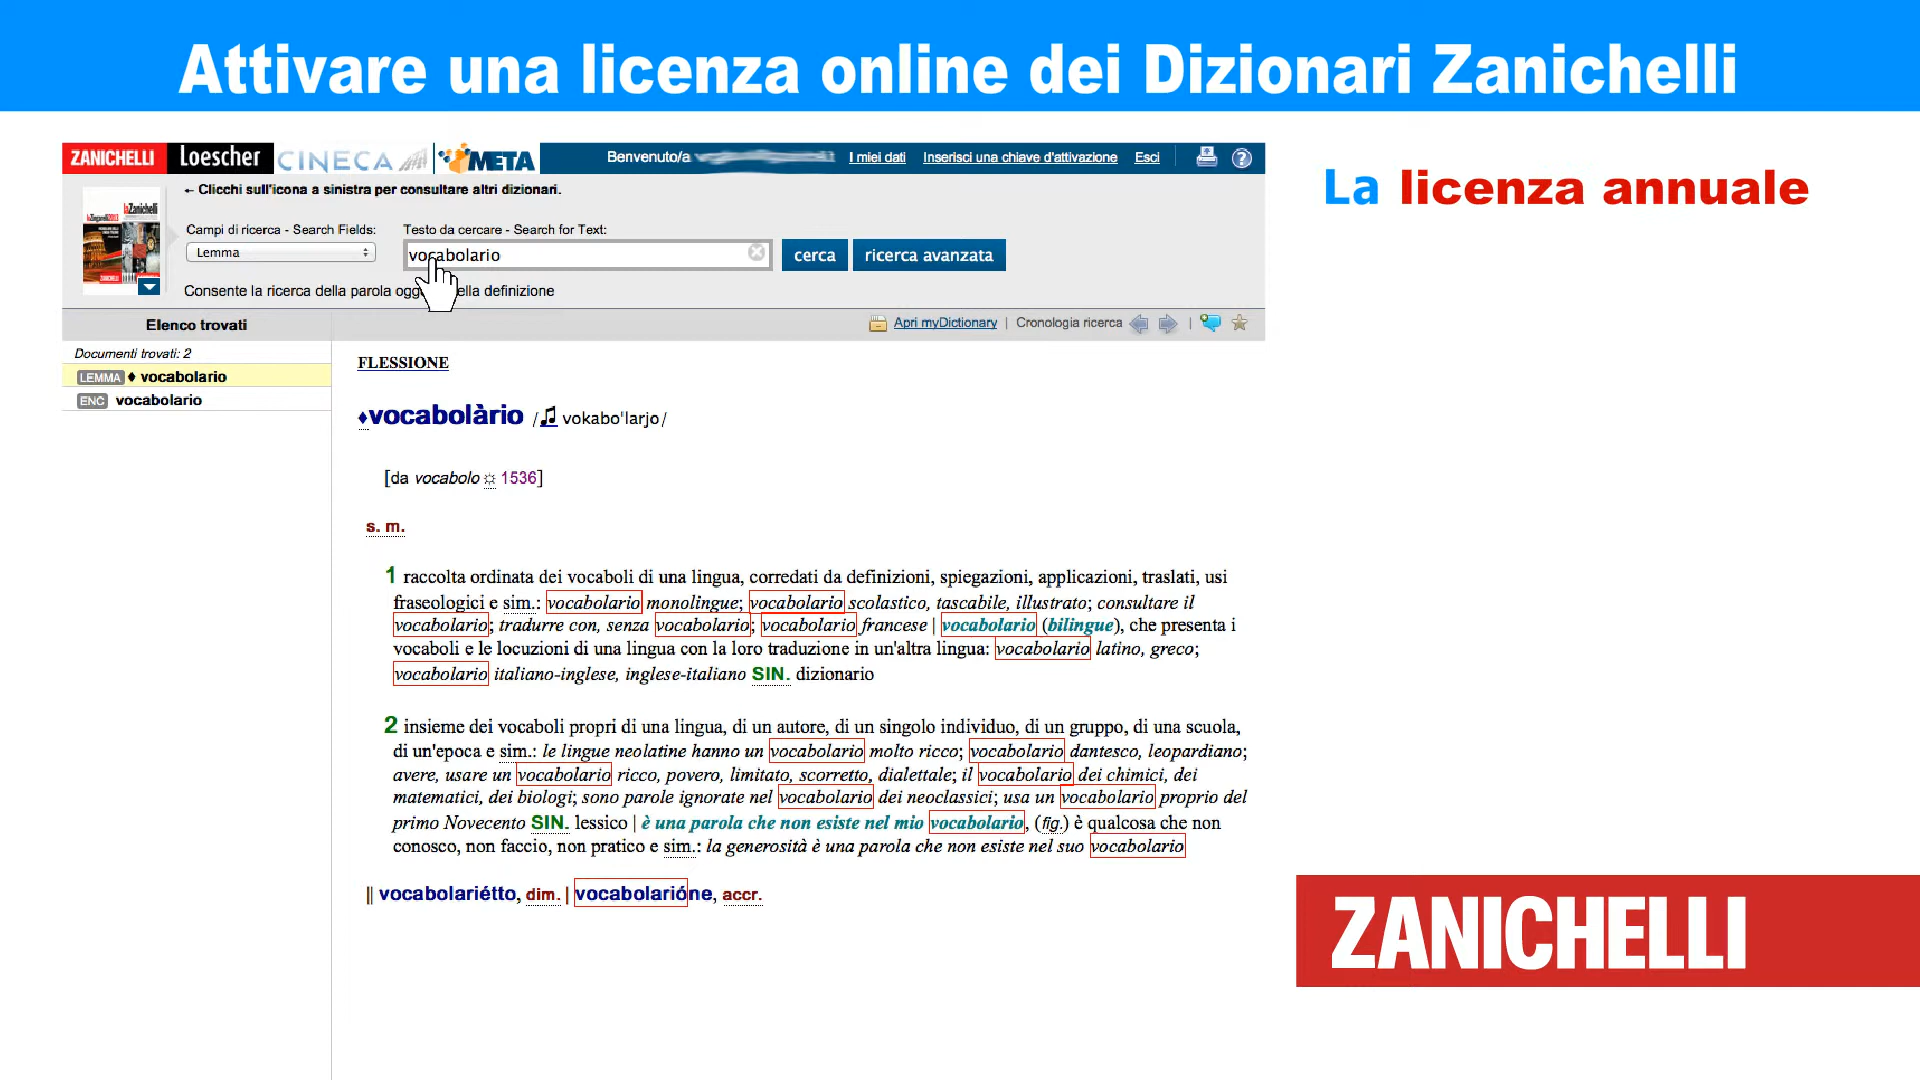 Attivare una licenza online dei Dizionari Zanichelli
ZANICHELLI Loescher CINECA META Benvenuto/a I miei dati Inserisci una chiave d'attivazione Esci
← Clicchi sull'icona a sinistra per consultare altri dizionari.
La licenza annuale
Campi di ricerca - Search Fields: Testo da cercare - Search for Text:
Lemma vocabolario cerca ricerca avanzata
Consente la ricerca della parola ella definizione
Elenco trovati Apri myDictionary | Cronologia ricerca |
Documenti trovati: 2
LEMMA ♦ vocabolario
ENC vocabolario
FLESSIONE
♦vocabolàrio /♫ vokabo'larjo/
[da vocabolo ☼ 1536]
s. m.
1 raccolta ordinata dei vocaboli di una lingua, corredati da definizioni, spiegazioni, applicazioni, traslati, usi
fraseologici e sim.: vocabolario monolingue; vocabolario scolastico, tascabile, illustrato; consultare il
vocabolario; tradurre con, senza vocabolario; vocabolario francese | vocabolario (bilingue), che presenta i
vocaboli e le locuzioni di una lingua con la loro traduzione in un'altra lingua: vocabolario latino, greco;
vocabolario italiano-inglese, inglese-italiano SIN. dizionario
2 insieme dei vocaboli propri di una lingua, di un autore, di un singolo individuo, di un gruppo, di una scuola,
di un'epoca e sim.: le lingue neolatine hanno un vocabolario molto ricco; vocabolario dantesco, leopardiano;
avere, usare un vocabolario ricco, povero, limitato, scorretto, dialettale; il vocabolario dei chimici, dei
matematici, dei biologi; sono parole ignorate nel vocabolario dei neoclassici; usa un vocabolario proprio del
primo Novecento SIN. lessico | è una parola che non esiste nel mio vocabolario, (fig.) è qualcosa che non
conosco, non faccio, non pratico e sim.: la generosità è una parola che non esiste nel suo vocabolario
|| vocabolariétto, dim. | vocabolarióne, accr.
ZANICHELLI